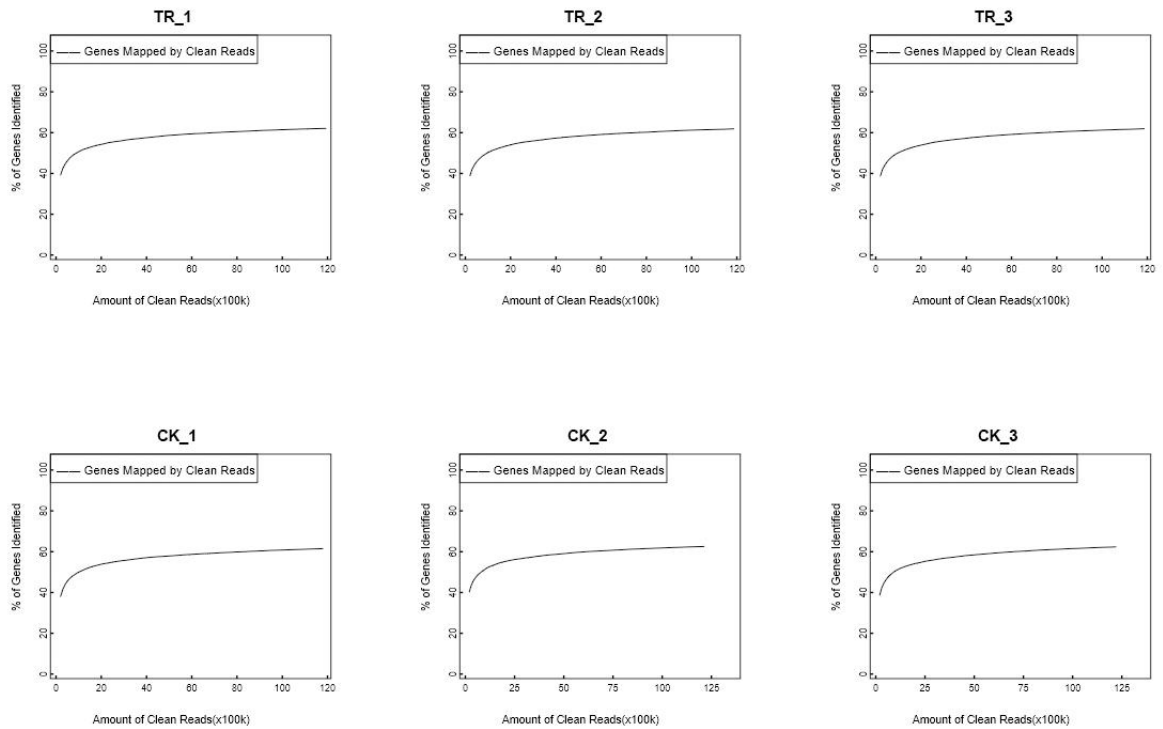 TR_1
Genes Mapped by Clean Reads
% of Genes Identified
100
80
60
40
20
0
0 20 40 60 80 100 120
Amount of Clean Reads(x100k)
TR_2
Genes Mapped by Clean Reads
% of Genes Identified
100
80
60
40
20
0
0 20 40 60 80 100 120
Amount of Clean Reads(x100k)
TR_3
Genes Mapped by Clean Reads
% of Genes Identified
100
80
60
40
20
0
0 20 40 60 80 100 120
Amount of Clean Reads(x100k)
CK_1
Genes Mapped by Clean Reads
% of Genes Identified
100
80
60
40
20
0
0 20 40 60 80 100 120
Amount of Clean Reads(x100k)
CK_2
Genes Mapped by Clean Reads
% of Genes Identified
100
80
60
40
20
0
0 25 50 75 100 125
Amount of Clean Reads(x100k)
CK_3
Genes Mapped by Clean Reads
% of Genes Identified
100
80
60
40
20
0
0 25 50 75 100 125
Amount of Clean Reads(x100k)